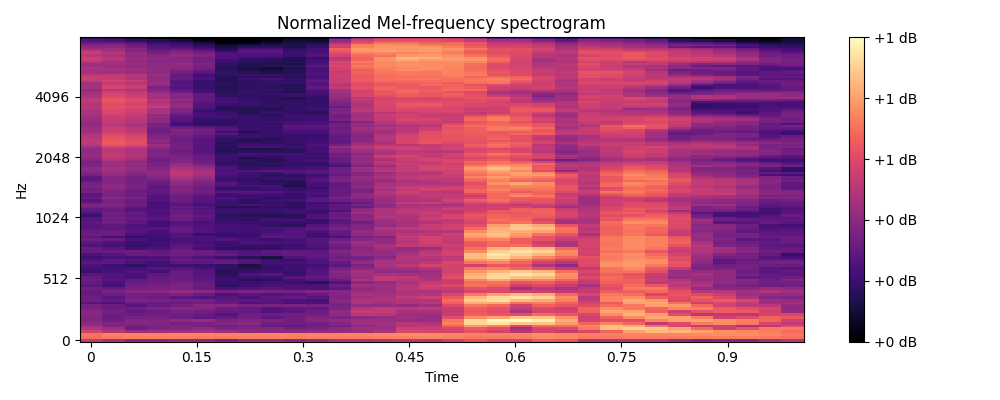 Normalized Mel-frequency spectrogram
Hz
4096
2048
1024
512
0
0 0.15 0.3 0.45 0.6 0.75 0.9
Time
+1 dB
+1 dB
+1 dB
+0 dB
+0 dB
+0 dB